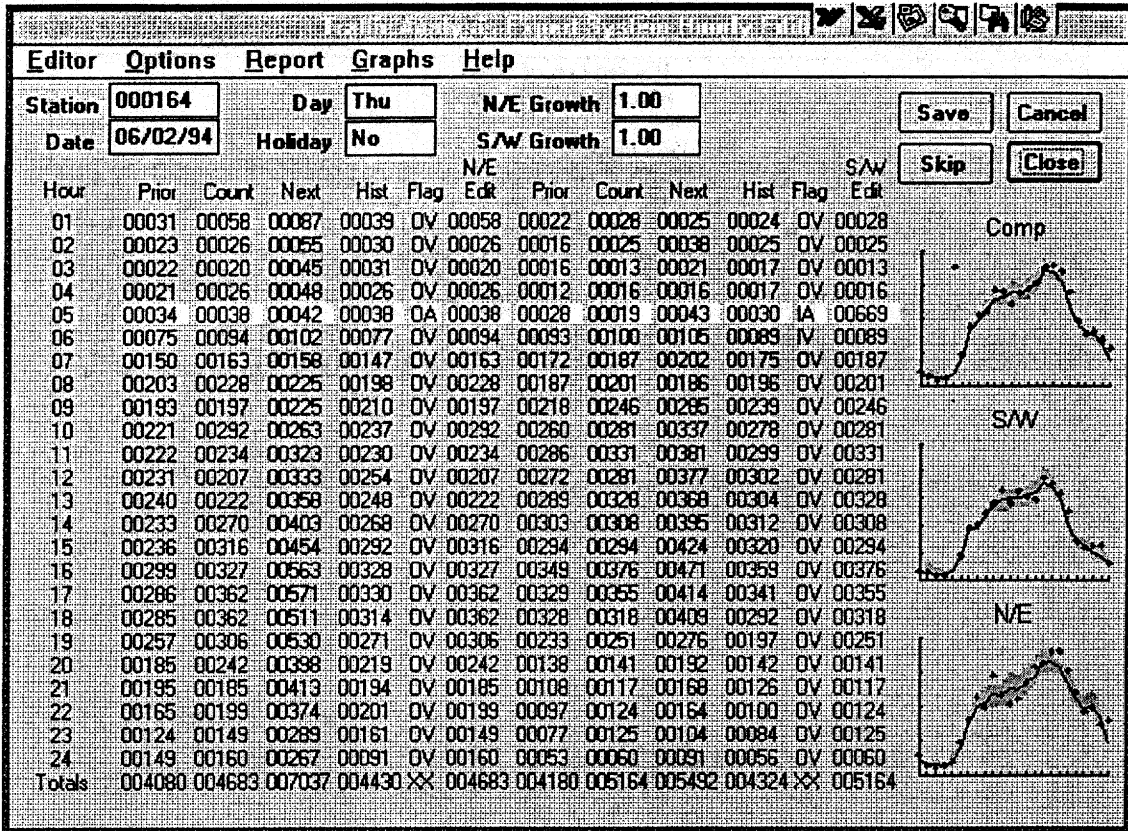 Editor Options Report Graphs Help
Station 000164 Day Thu N/E Growth 1.00 Save Cancel
Date 06/02/94 Holiday No S/W Growth 1.00 Skip Close
N/E S/W
Hour Prior Count Next Hist Flag Edit Prior Count Next Hist Flag Edit
01 00031 00058 00087 00039 OV 00058 00022 00028 00025 00024 OV 00028
02 00023 00026 00055 00030 OV 00026 00016 00025 00038 00025 OV 00025
03 00022 00020 00045 00031 OV 00020 00016 00013 00021 00017 OV 00013
04 00021 00026 00048 00026 OV 00026 00012 00016 00016 00017 OV 00016
05 00034 00038 00042 00038 OA 00038 00028 00019 00043 00030 IA 00669
06 00075 00094 00102 00077 OV 00094 00093 00100 00105 00089 IV 00089
07 00150 00163 00158 00147 OV 00163 00172 00187 00202 00175 OV 00187
08 00203 00228 00225 00198 OV 00228 00187 00201 00186 00196 OV 00201
09 00193 00197 00225 00210 OV 00197 00218 00246 00285 00239 OV 00246
10 00221 00292 00263 00237 OV 00292 00260 00281 00337 00278 OV 00281
11 00222 00234 00323 00230 OV 00234 00286 00331 00381 00299 OV 00331
12 00231 00207 00333 00254 OV 00207 00272 00281 00377 00302 OV 00281
13 00240 00222 00358 00248 OV 00222 00289 00328 00368 00304 OV 00328
14 00233 00270 00403 00268 OV 00270 00303 00308 00395 00312 OV 00308
15 00236 00316 00454 00292 OV 00316 00294 00294 00424 00320 OV 00294
16 00299 00327 00563 00328 OV 00327 00349 00376 00471 00359 OV 00376
17 00286 00362 00571 00330 OV 00362 00329 00355 00414 00341 OV 00355
18 00285 00362 00511 00314 OV 00362 00328 00318 00409 00292 OV 00318
19 00257 00306 00530 00271 OV 00306 00233 00251 00276 00197 OV 00251
20 00185 00242 00398 00219 OV 00242 00138 00141 00192 00142 OV 00141
21 00195 00185 00413 00194 OV 00185 00108 00117 00168 00126 OV 00117
22 00165 00199 00374 00201 OV 00199 00097 00124 00164 00100 OV 00124
23 00124 00149 00289 00161 OV 00149 00077 00125 00104 00084 OV 00125
24 00149 00160 00267 00091 OV 00160 00053 00060 00091 00056 OV 00060
Totals 004080 004683 007037 004430 XX 004683 004180 005164 005492 004324 XX 005164
Comp
S/W
N/E